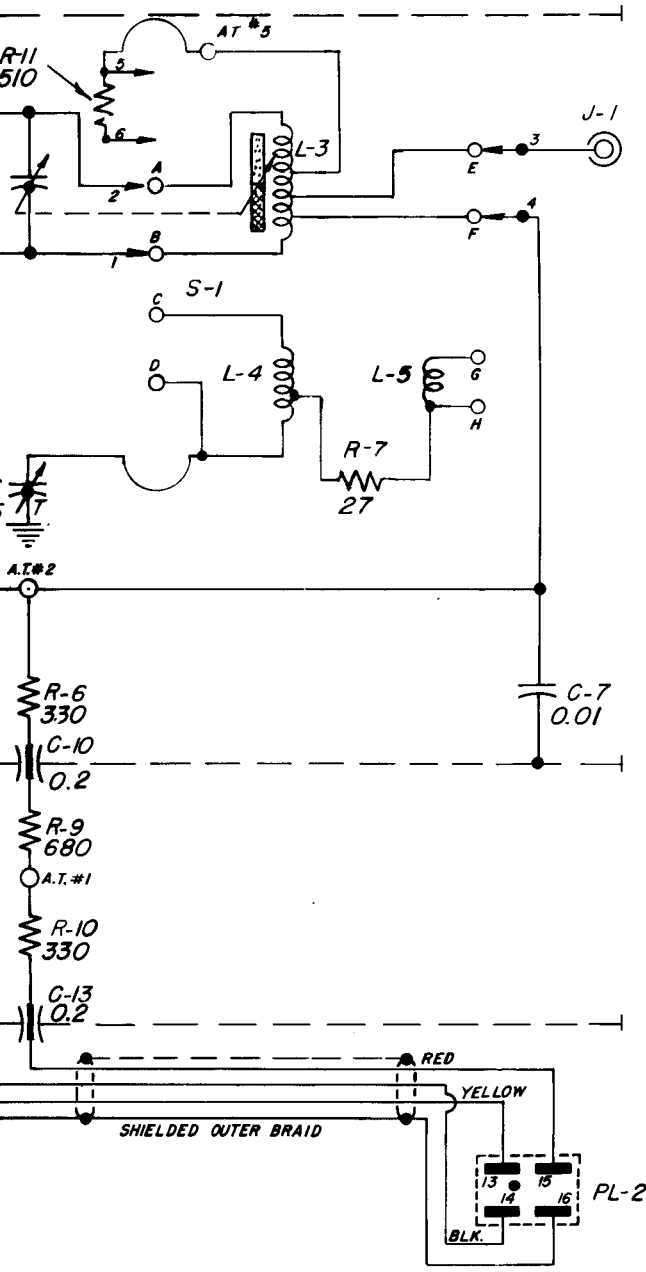 AT #5
R-11
510
5
6
J-1
L-3
3
E
A
2
4
F
B
1
S-1
C
D
L-4
L-5
G
H
R-7
27
T
A.T.#2
R-6
330
C-7
0.01
C-10
0.2
R-9
680
A.T. #1
R-10
330
C-13
0.2
RED
YELLOW
SHIELDED OUTER BRAID
13
15
14
16
PL-2
BLK.